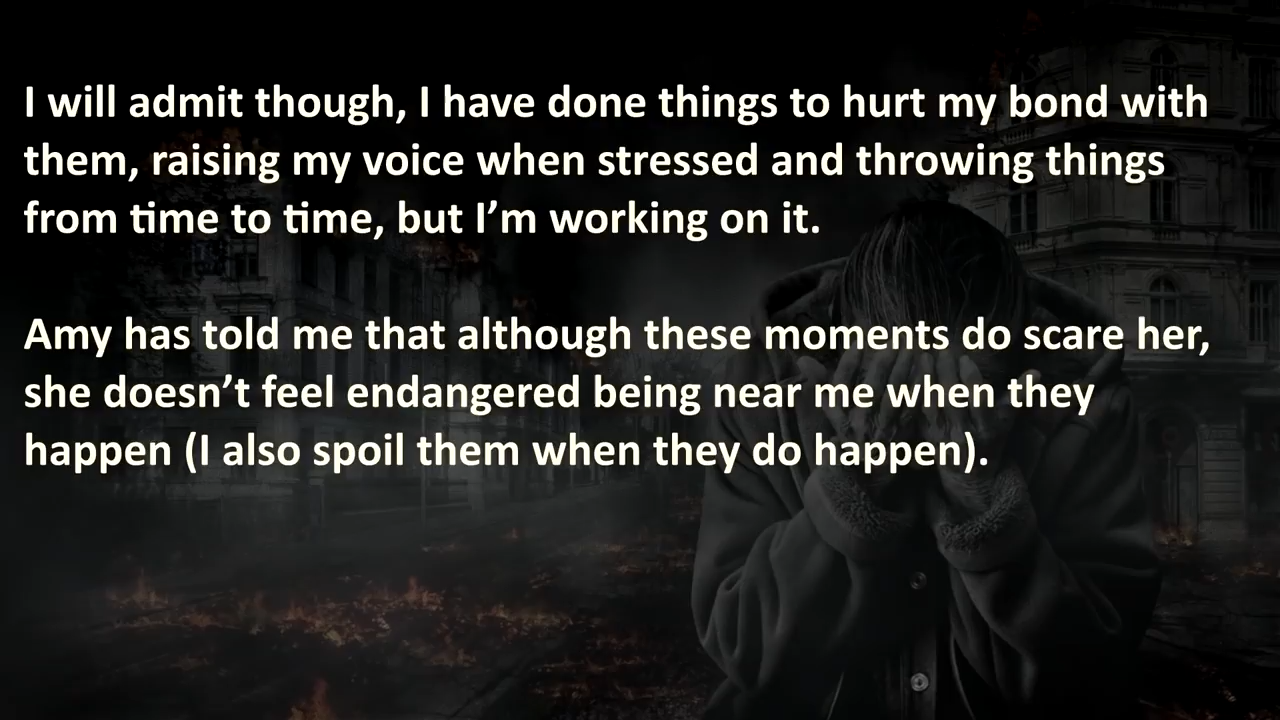 I will admit though, I have done things to hurt my bond with
them, raising my voice when stressed and throwing things
from time to time, but I’m working on it.
Amy has told me that although these moments do scare her,
she doesn’t feel endangered being near me when they
happen (I also spoil them when they do happen).